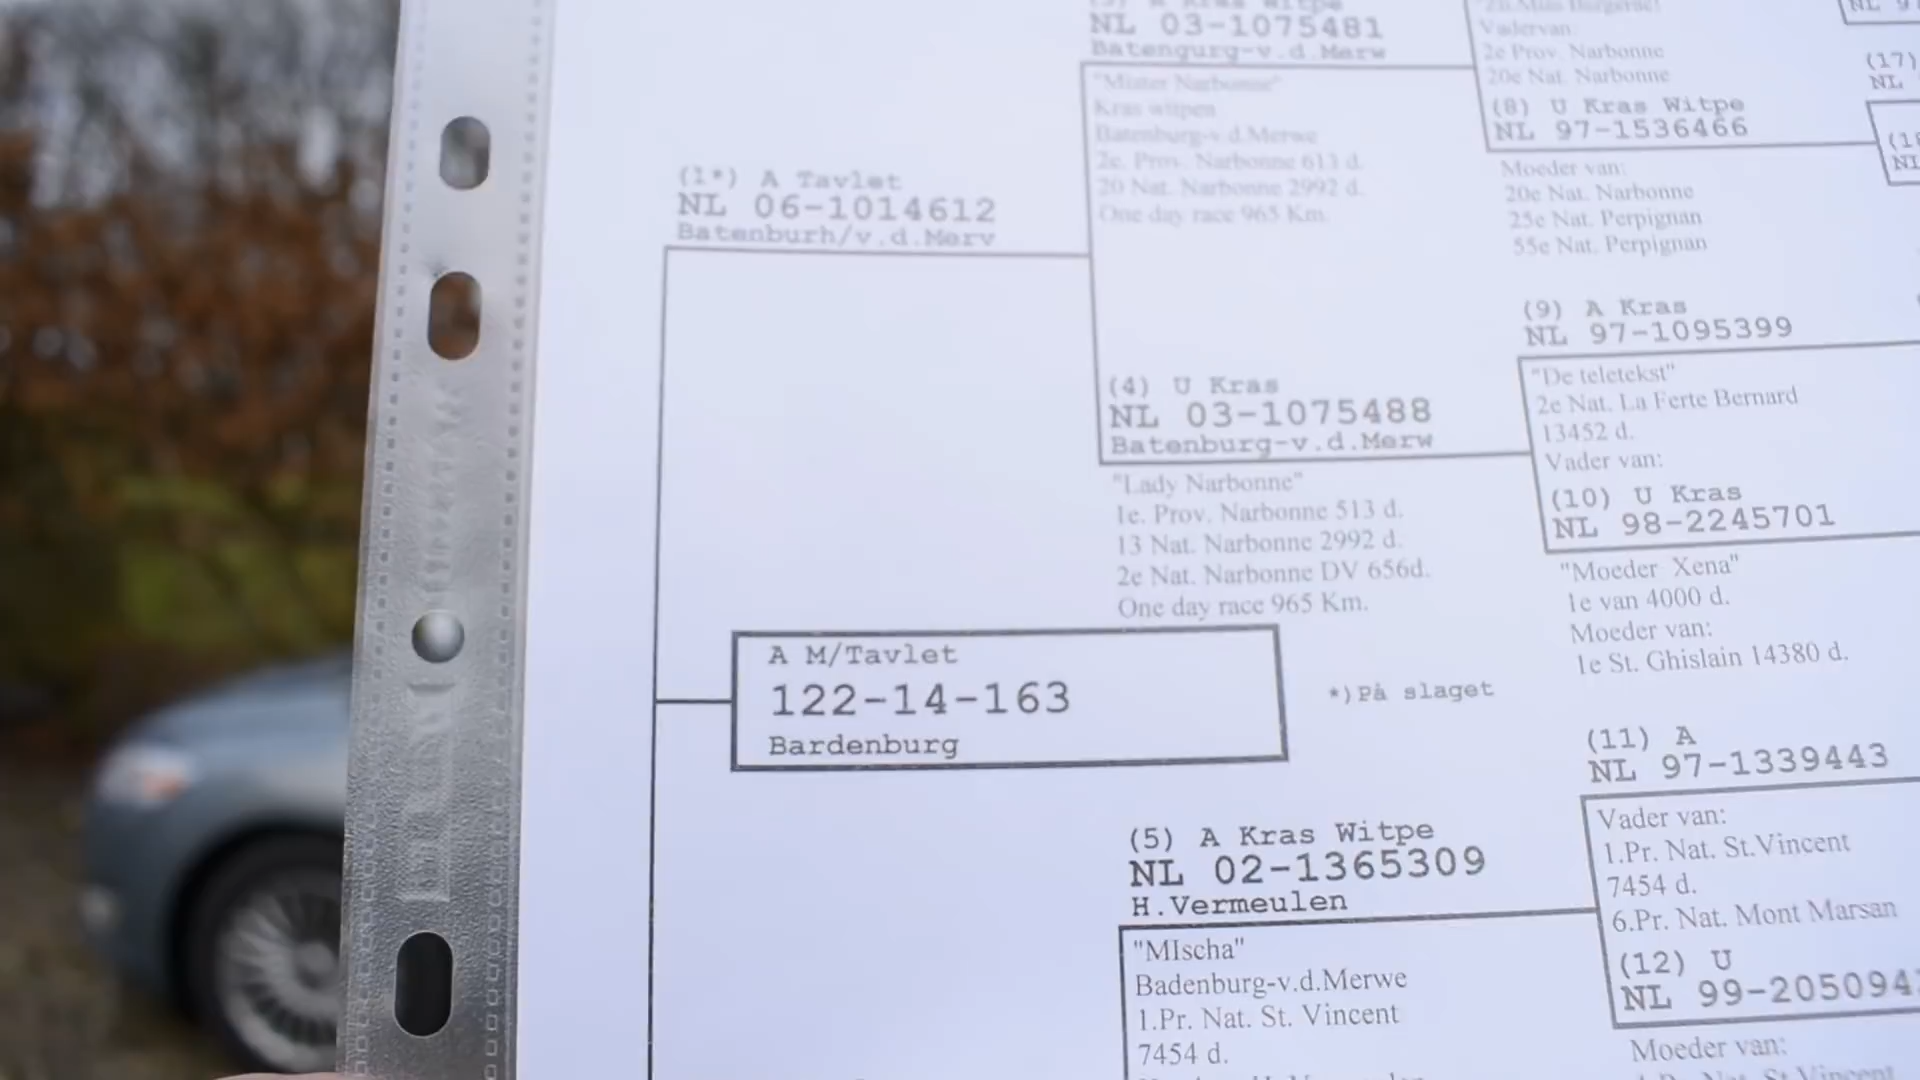 NL 03-1075481
Batengurg-v.d.Merw
"Mister Narbonne"
Kras witpen
Batenburg-v.d.Merwe
2e. Prov. Narbonne 613 d.
20 Nat. Narbonne 2992 d.
One day race 965 Km.
(1*) A Tavlet
NL 06-1014612
Batenburh/v.d.Merv
(4) U Kras
NL 03-1075488
Batenburg-v.d.Merw
"Lady Narbonne"
1e. Prov. Narbonne 513 d.
13 Nat. Narbonne 2992 d.
2e Nat. Narbonne DV 656d.
One day race 965 Km.
A M/Tavlet
122-14-163
Bardenburg
*)På slaget
(5) A Kras Witpe
NL 02-1365309
H.Vermeulen
"MIscha"
Badenburg-v.d.Merwe
1.Pr. Nat. St. Vincent
7454 d.
Vadervan:
2e Prov. Narbonne
20e Nat. Narbonne
(8) U Kras Witpe
NL 97-1536466
Moeder van:
20e Nat. Narbonne
25e Nat. Perpignan
55e Nat. Perpignan
(9) A Kras
NL 97-1095399
"De teletekst"
2e Nat. La Ferte Bernard
13452 d.
Vader van:
(10) U Kras
NL 98-2245701
"Moeder Xena"
1e van 4000 d.
Moeder van:
1e St. Ghislain 14380 d.
(11) A
NL 97-1339443
Vader van:
1.Pr. Nat. St.Vincent
7454 d.
6.Pr. Nat. Mont Marsan
(12) U
NL 99-205094
Moeder van:
(17)
NL